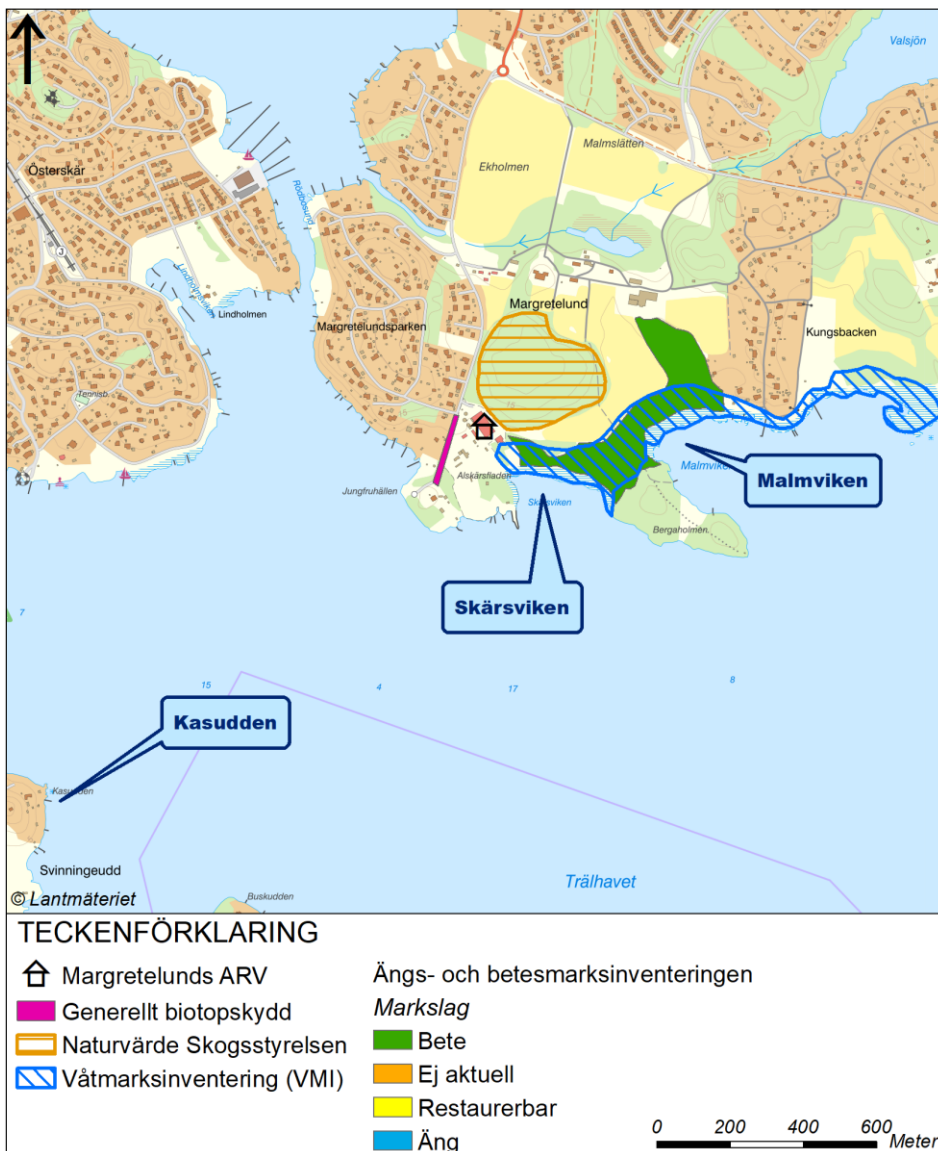 Valsjön
Österskär
Ekholmen
Malmslätten
Rödbosund
Lindholmsviken
Lindholmen
Margretelund
Margretelundsparken
Kungsbacken
Tennisb.
Malmviken
Malmviken
Alskärsfladen
Jungfruhällen
Skärsviken
Bergaholmen
Skärsviken
7
15
4
17
8
Kasudden
Kasudden
Svinningeudd
Trälhavet
Buskudden
© Lantmäteriet
TECKENFÖRKLARING
Margretelunds ARV
Generellt biotopskydd
Naturvärde Skogsstyrelsen
Våtmarksinventering (VMI)
Ängs- och betesmarksinventeringen
Markslag
Bete
Ej aktuell
Restaurerbar
Äng
0 200 400 600
Meter